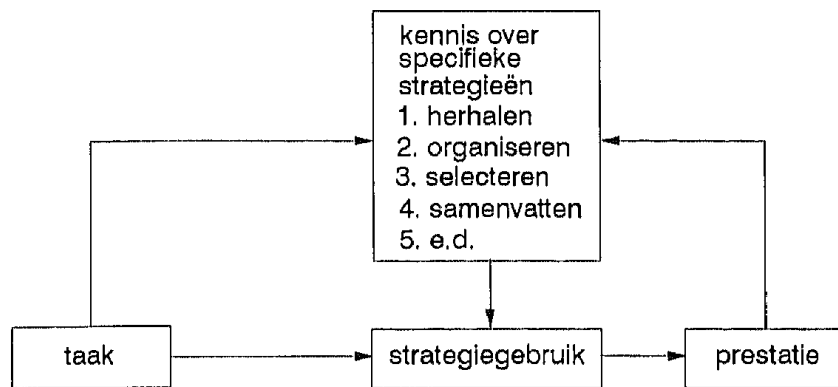 kennis over
specifieke
strategieën
1. herhalen
2. organiseren
3. selecteren
4. samenvatten
5. e.d.
taak
strategiegebruik
prestatie